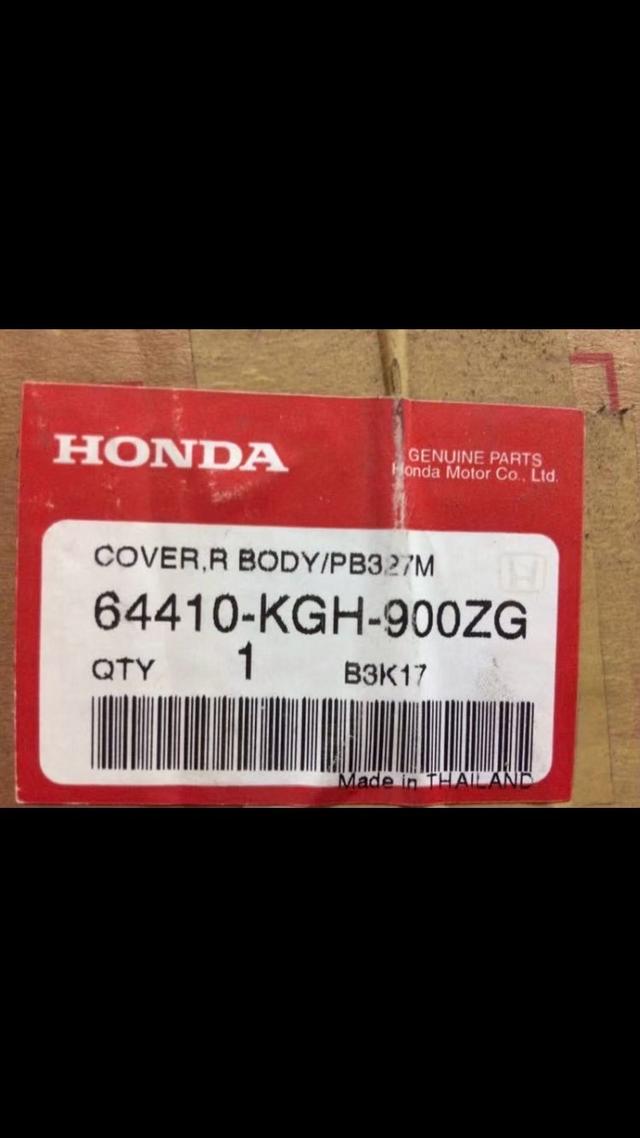 HONDA
GENUINE PARTS
Honda Motor Co., Ltd.
COVER,R BODY/PB327M
64410-KGH-900ZG
QTY 1 B3K17
Made in THAILAND